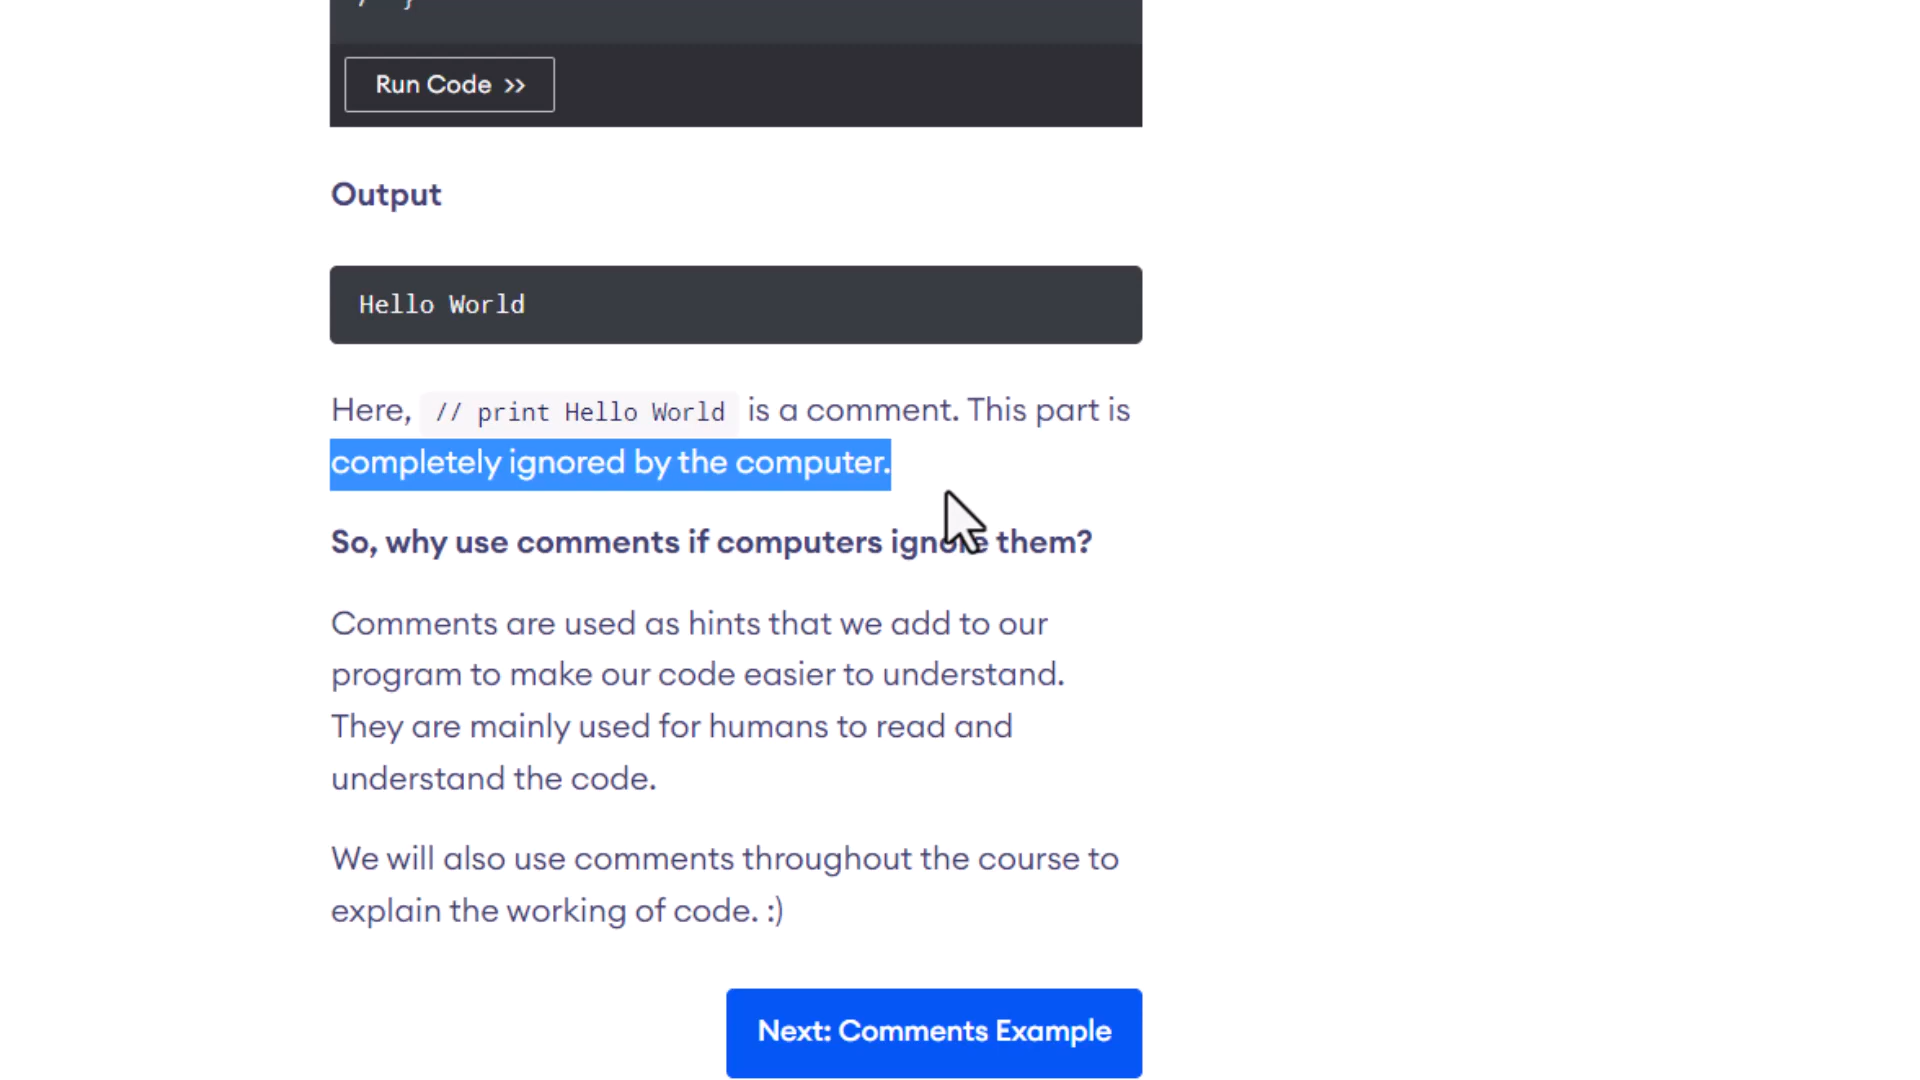 Run Code >>
Output
Hello World
Here, // print Hello World is a comment. This part is
completely ignored by the computer.
So, why use comments if computers ignore them?
Comments are used as hints that we add to our
program to make our code easier to understand.
They are mainly used for humans to read and
understand the code.
We will also use comments throughout the course to
explain the working of code. :)
Next: Comments Example